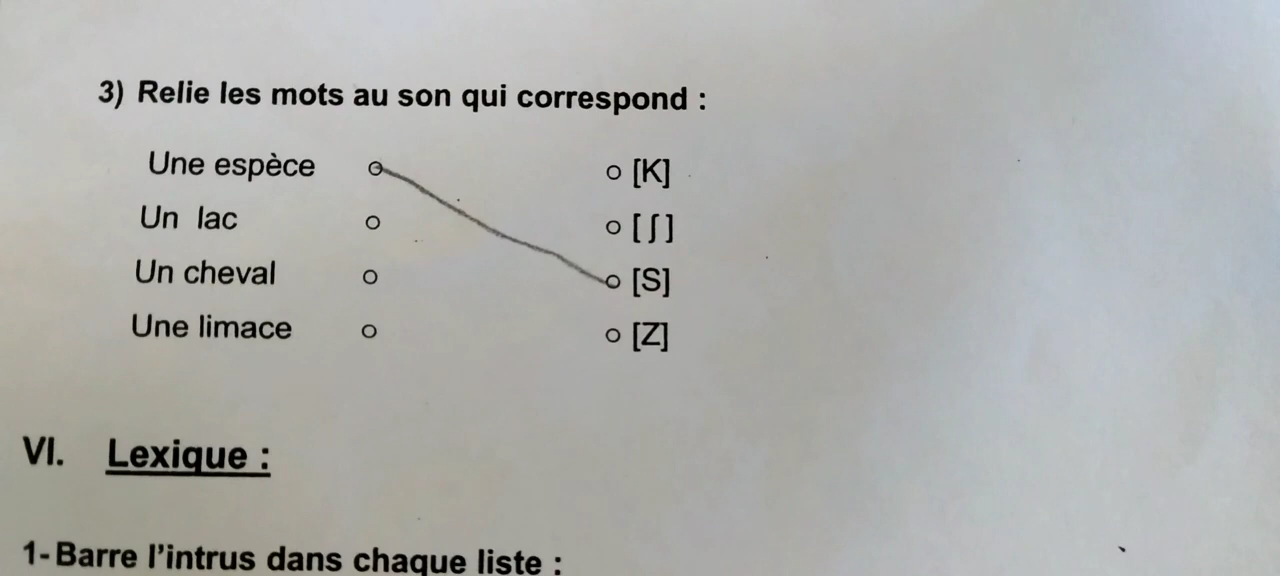 3) Relie les mots au son qui correspond :
Une espèce o o [K]
Un lac o o [ʃ]
Un cheval o o [S]
Une limace o o [Z]
VI. Lexique :
1- Barre l'intrus dans chaque liste :